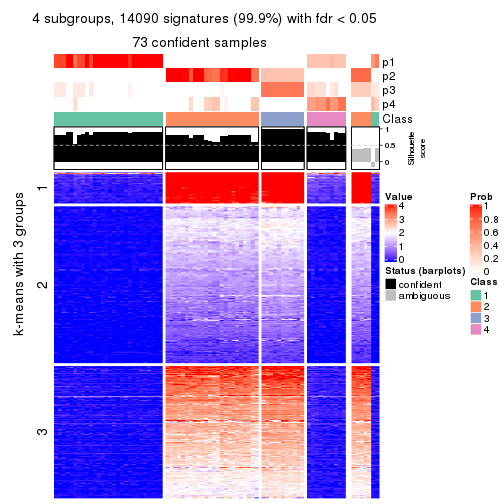 4 subgroups, 14090 signatures (99.9%) with fdr < 0.05
73 confident samples
p1
p2
p3
p4
Class
1
0.5
0
Silhouette
score
k-means with 3 groups
1
2
3
Value
4
3
2
1
0
Status (barplots)
confident
ambiguous
Prob
1
0.8
0.6
0.4
0.2
0
Class
1
2
3
4